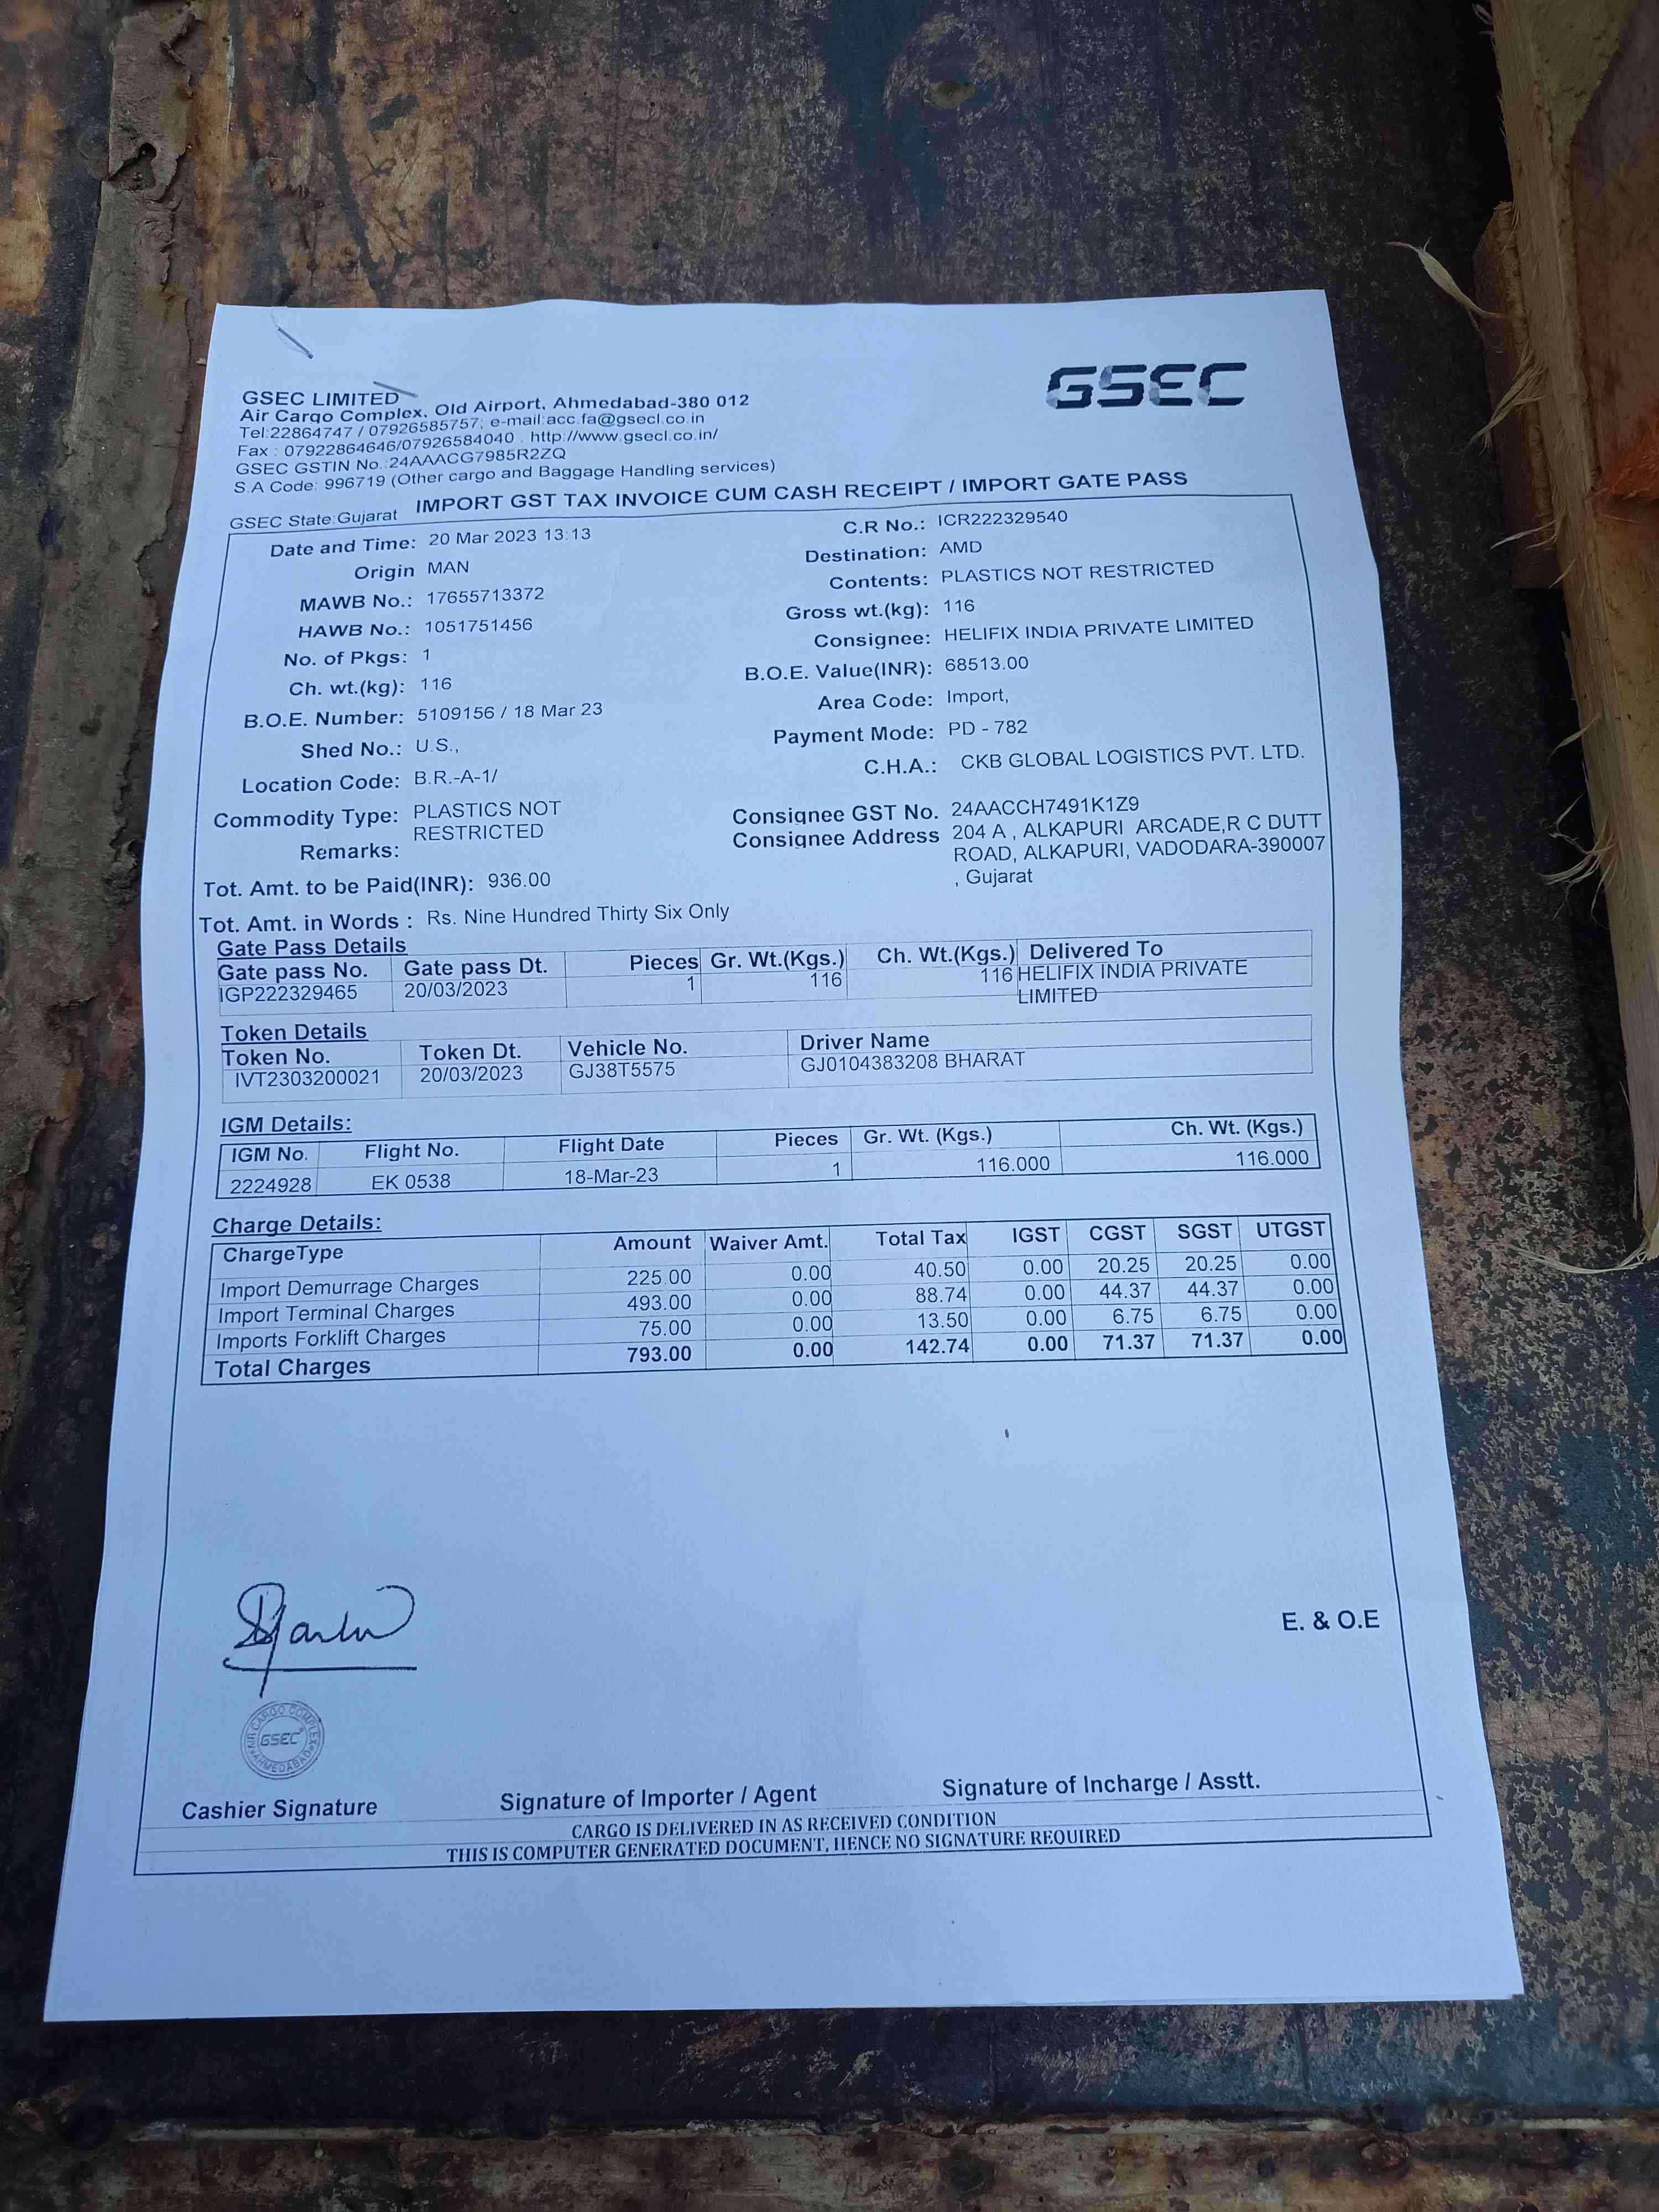 GSEC
GSEC LIMITED
Air Cargo Complex, Old Airport, Ahmedabad-380 012
Tel:22864747 / 07926585757, e-mail:acc.fa@gsecl.co.in
Fax : 07922864646/07926584040 . http://www.gsecl.co.in/
GSEC GSTIN No.:24AAACG7985R2ZQ
S.A Code: 996719 (Other cargo and Baggage Handling services)
GSEC State:Gujarat IMPORT GST TAX INVOICE CUM CASH RECEIPT / IMPORT GATE PASS
Date and Time: 20 Mar 2023 13:13 C.R No.: ICR222329540
Origin MAN Destination: AMD
MAWB No.: 17655713372 Contents: PLASTICS NOT RESTRICTED
HAWB No.: 1051751456 Gross wt.(kg): 116
No. of Pkgs: 1 Consignee: HELIFIX INDIA PRIVATE LIMITED
Ch. wt.(kg): 116 B.O.E. Value(INR): 68513.00
B.O.E. Number: 5109156 / 18 Mar 23 Area Code: Import,
Shed No.: U.S., Payment Mode: PD - 782
Location Code: B.R.-A-1/ C.H.A.: CKB GLOBAL LOGISTICS PVT. LTD.
Commodity Type: PLASTICS NOT Consignee GST No. 24AACCH7491K1Z9
RESTRICTED Consignee Address 204 A , ALKAPURI ARCADE,R C DUTT
Remarks: ROAD, ALKAPURI, VADODARA-390007
Tot. Amt. to be Paid(INR): 936.00 , Gujarat
Tot. Amt. in Words : Rs. Nine Hundred Thirty Six Only
Gate Pass Details
Gate pass No. Gate pass Dt. Pieces Gr. Wt.(Kgs.) Ch. Wt.(Kgs.) Delivered To
IGP222329465 20/03/2023 1 116 116 HELIFIX INDIA PRIVATE
LIMITED
Token Details
Token No. Token Dt. Vehicle No. Driver Name
IVT2303200021 20/03/2023 GJ38T5575 GJ0104383208 BHARAT
IGM Details:
IGM No. Flight No. Flight Date Pieces Gr. Wt. (Kgs.) Ch. Wt. (Kgs.)
2224928 EK 0538 18-Mar-23 1 116.000 116.000
Charge Details:
ChargeType Amount Waiver Amt. Total Tax IGST CGST SGST UTGST
Import Demurrage Charges 225.00 0.00 40.50 0.00 20.25 20.25 0.00
Import Terminal Charges 493.00 0.00 88.74 0.00 44.37 44.37 0.00
Imports Forklift Charges 75.00 0.00 13.50 0.00 6.75 6.75 0.00
Total Charges 793.00 0.00 142.74 0.00 71.37 71.37 0.00
E. & O.E
AIR CARGO COMPLEX
GSEC
AHMEDABAD
Cashier Signature Signature of Importer / Agent Signature of Incharge / Asstt.
CARGO IS DELIVERED IN AS RECEIVED CONDITION
THIS IS COMPUTER GENERATED DOCUMENT, HENCE NO SIGNATURE REQUIRED